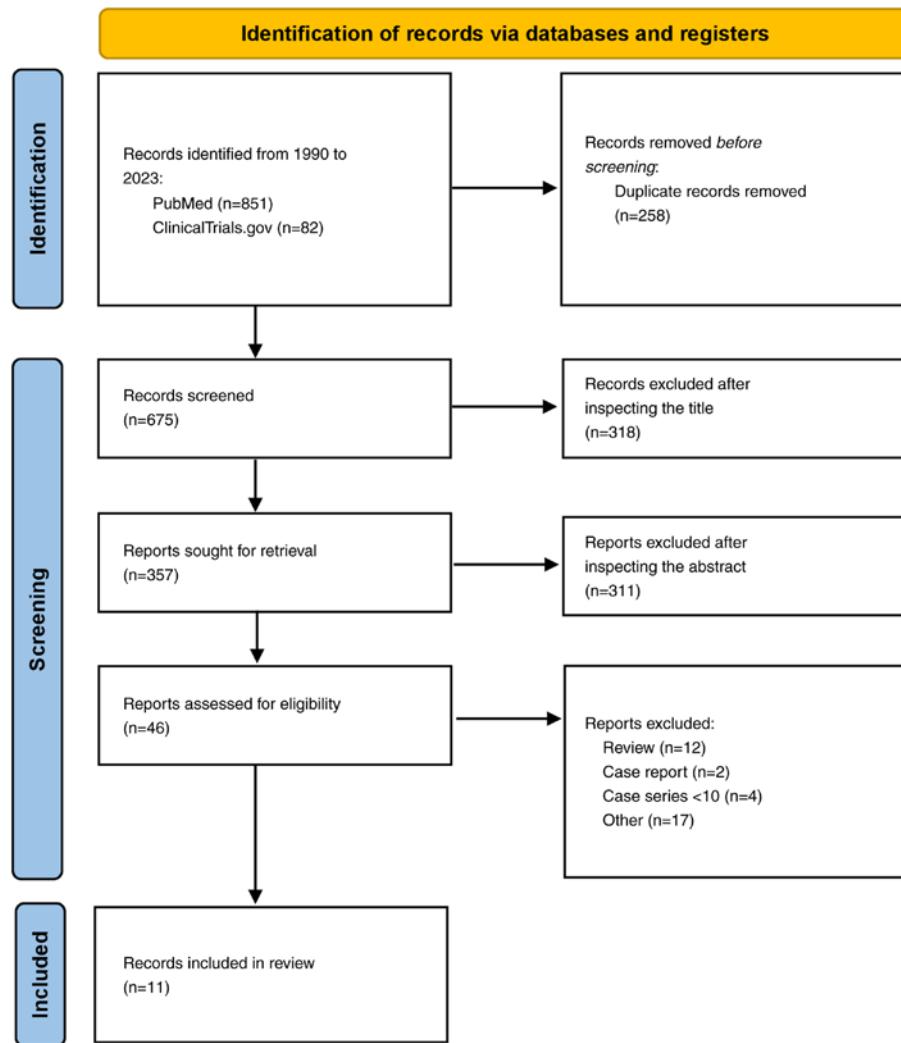 Identification of records via databases and registers
Identification
Records identified from 1990 to
2023:
PubMed (n=851)
ClinicalTrials.gov (n=82)
Records removed before
screening:
Duplicate records removed
(n=258)
Screening
Records screened
(n=675)
Records excluded after
inspecting the title
(n=318)
Reports sought for retrieval
(n=357)
Reports excluded after
inspecting the abstract
(n=311)
Reports assessed for eligibility
(n=46)
Reports excluded:
Review (n=12)
Case report (n=2)
Case series <10 (n=4)
Other (n=17)
Included
Records included in review
(n=11)